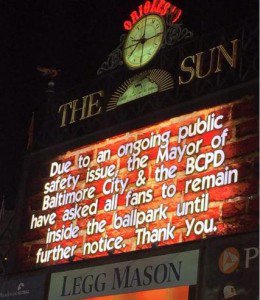 ORIOLES
THE SUN
Due to an ongoing public
safety issue, the Mayor of
Baltimore City & the BCPD
have asked all fans to remain
inside the ballpark until
further notice. Thank You.
LEGG MASON